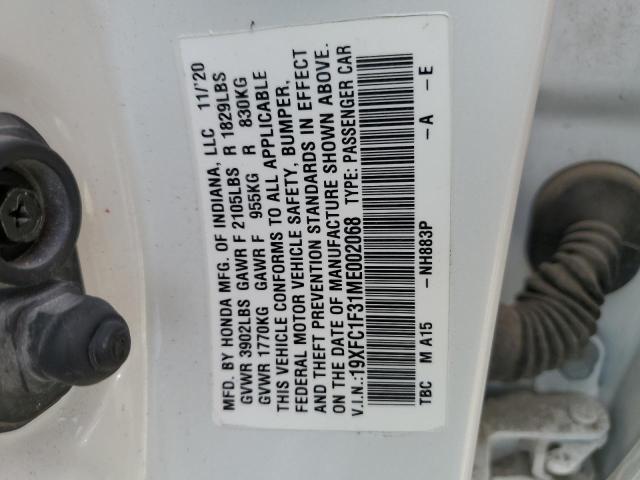 MFD. BY HONDA MFG. OF INDIANA, LLC 11/'20
GVWR 3902LBS GAWR F 2105LBS R 1829LBS
GVWR 1770KG GAWR F 955KG R 830KG
THIS VEHICLE CONFORMS TO ALL APPLICABLE
FEDERAL MOTOR VEHICLE SAFETY, BUMPER,
AND THEFT PREVENTION STANDARDS IN EFFECT
ON THE DATE OF MANUFACTURE SHOWN ABOVE.
V.I.N.:19XFC1F31ME002068 TYPE: PASSENGER CAR
TBC M A15 -NH883P -A -E